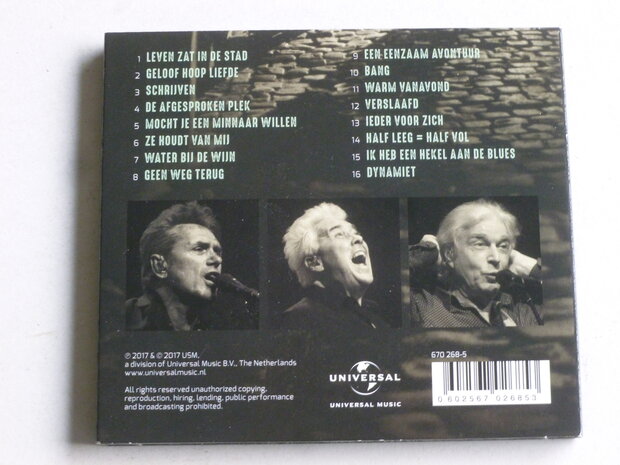 1 LEVEN ZAT IN DE STAD
2 GELOOF HOOP LIEFDE
3 SCHRIJVEN
4 DE AFGESPROKEN PLEK
5 MOCHT JE EEN MINNAAR WILLEN
6 ZE HOUDT VAN MIJ
7 WATER BIJ DE WIJN
8 GEEN WEG TERUG
9 EEN EENZAAM AVONTUUR
10 BANG
11 WARM VANAVOND
12 VERSLAAFD
13 IEDER VOOR ZICH
14 HALF LEEG = HALF VOL
15 IK HEB EEN HEKEL AAN DE BLUES
16 DYNAMIET
℗ 2017 & © 2017 USM,
a division of Universal Music B.V., The Netherlands
www.universalmusic.nl
All rights reserved unauthorized copying,
reproduction, hiring, lending, public performance
and broadcasting prohibited.
UNIVERSAL
UNIVERSAL MUSIC
670 268-5
0 602567 026853